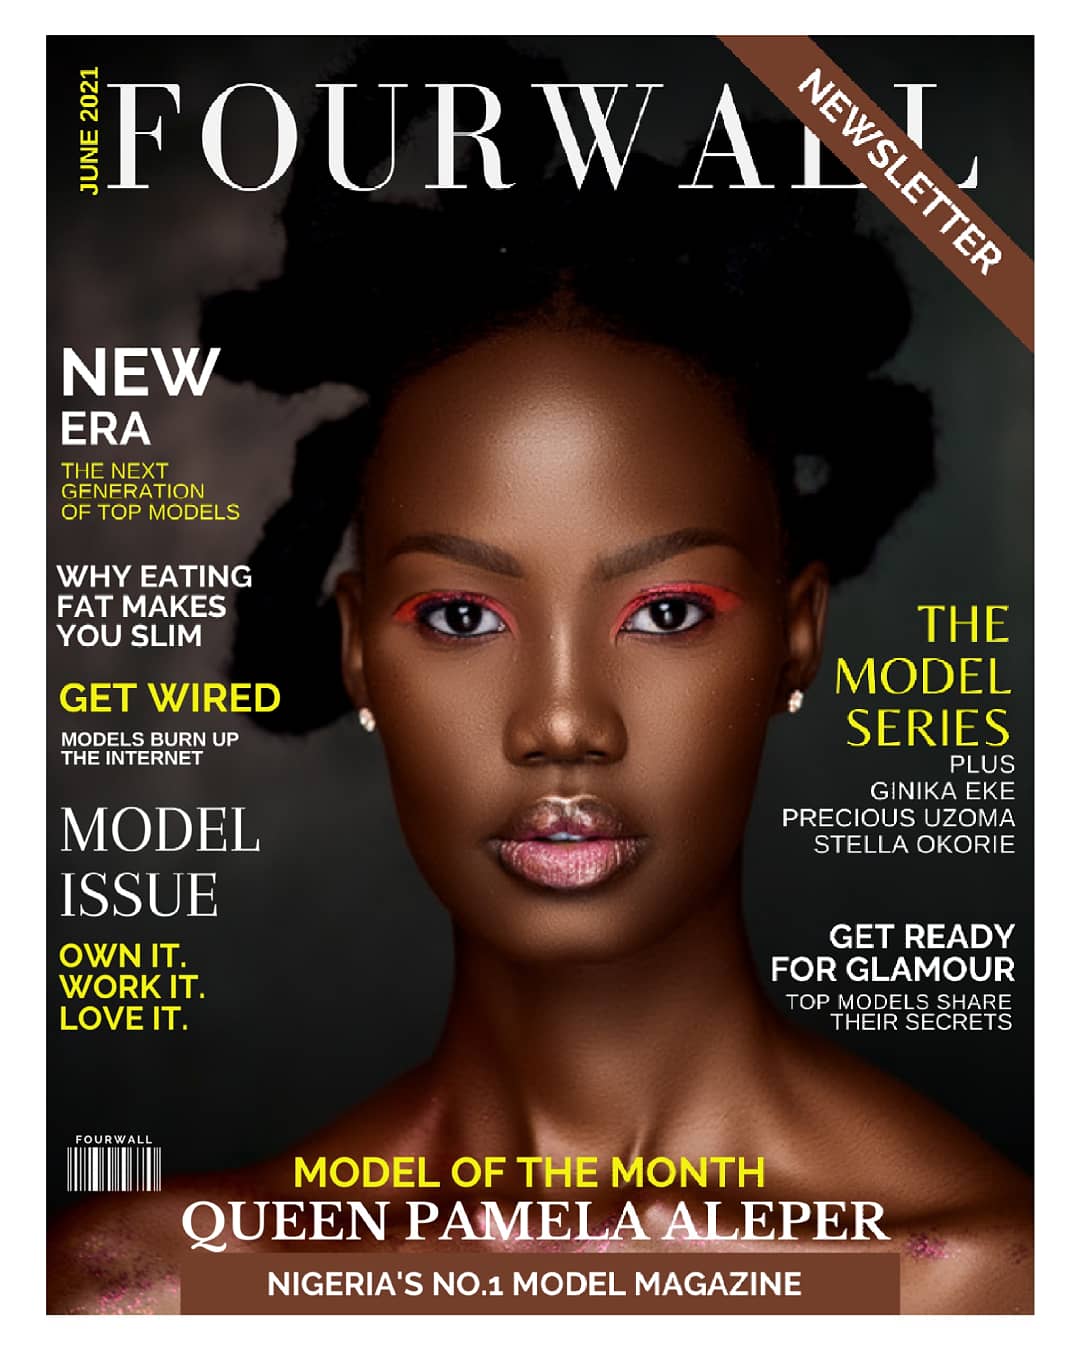 JUNE 2021
FOURWALL
NEWSLETTER
NEW
ERA
THE NEXT
GENERATION
OF TOP MODELS
WHY EATING
FAT MAKES
YOU SLIM
GET WIRED
MODELS BURN UP
THE INTERNET
MODEL
ISSUE
OWN IT.
WORK IT.
LOVE IT.
THE
MODEL
SERIES
PLUS
GINIKA EKE
PRECIOUS UZOMA
STELLA OKORIE
GET READY
FOR GLAMOUR
TOP MODELS SHARE
THEIR SECRETS
FOURWALL
MODEL OF THE MONTH
QUEEN PAMELA ALEPER
NIGERIA'S NO.1 MODEL MAGAZINE